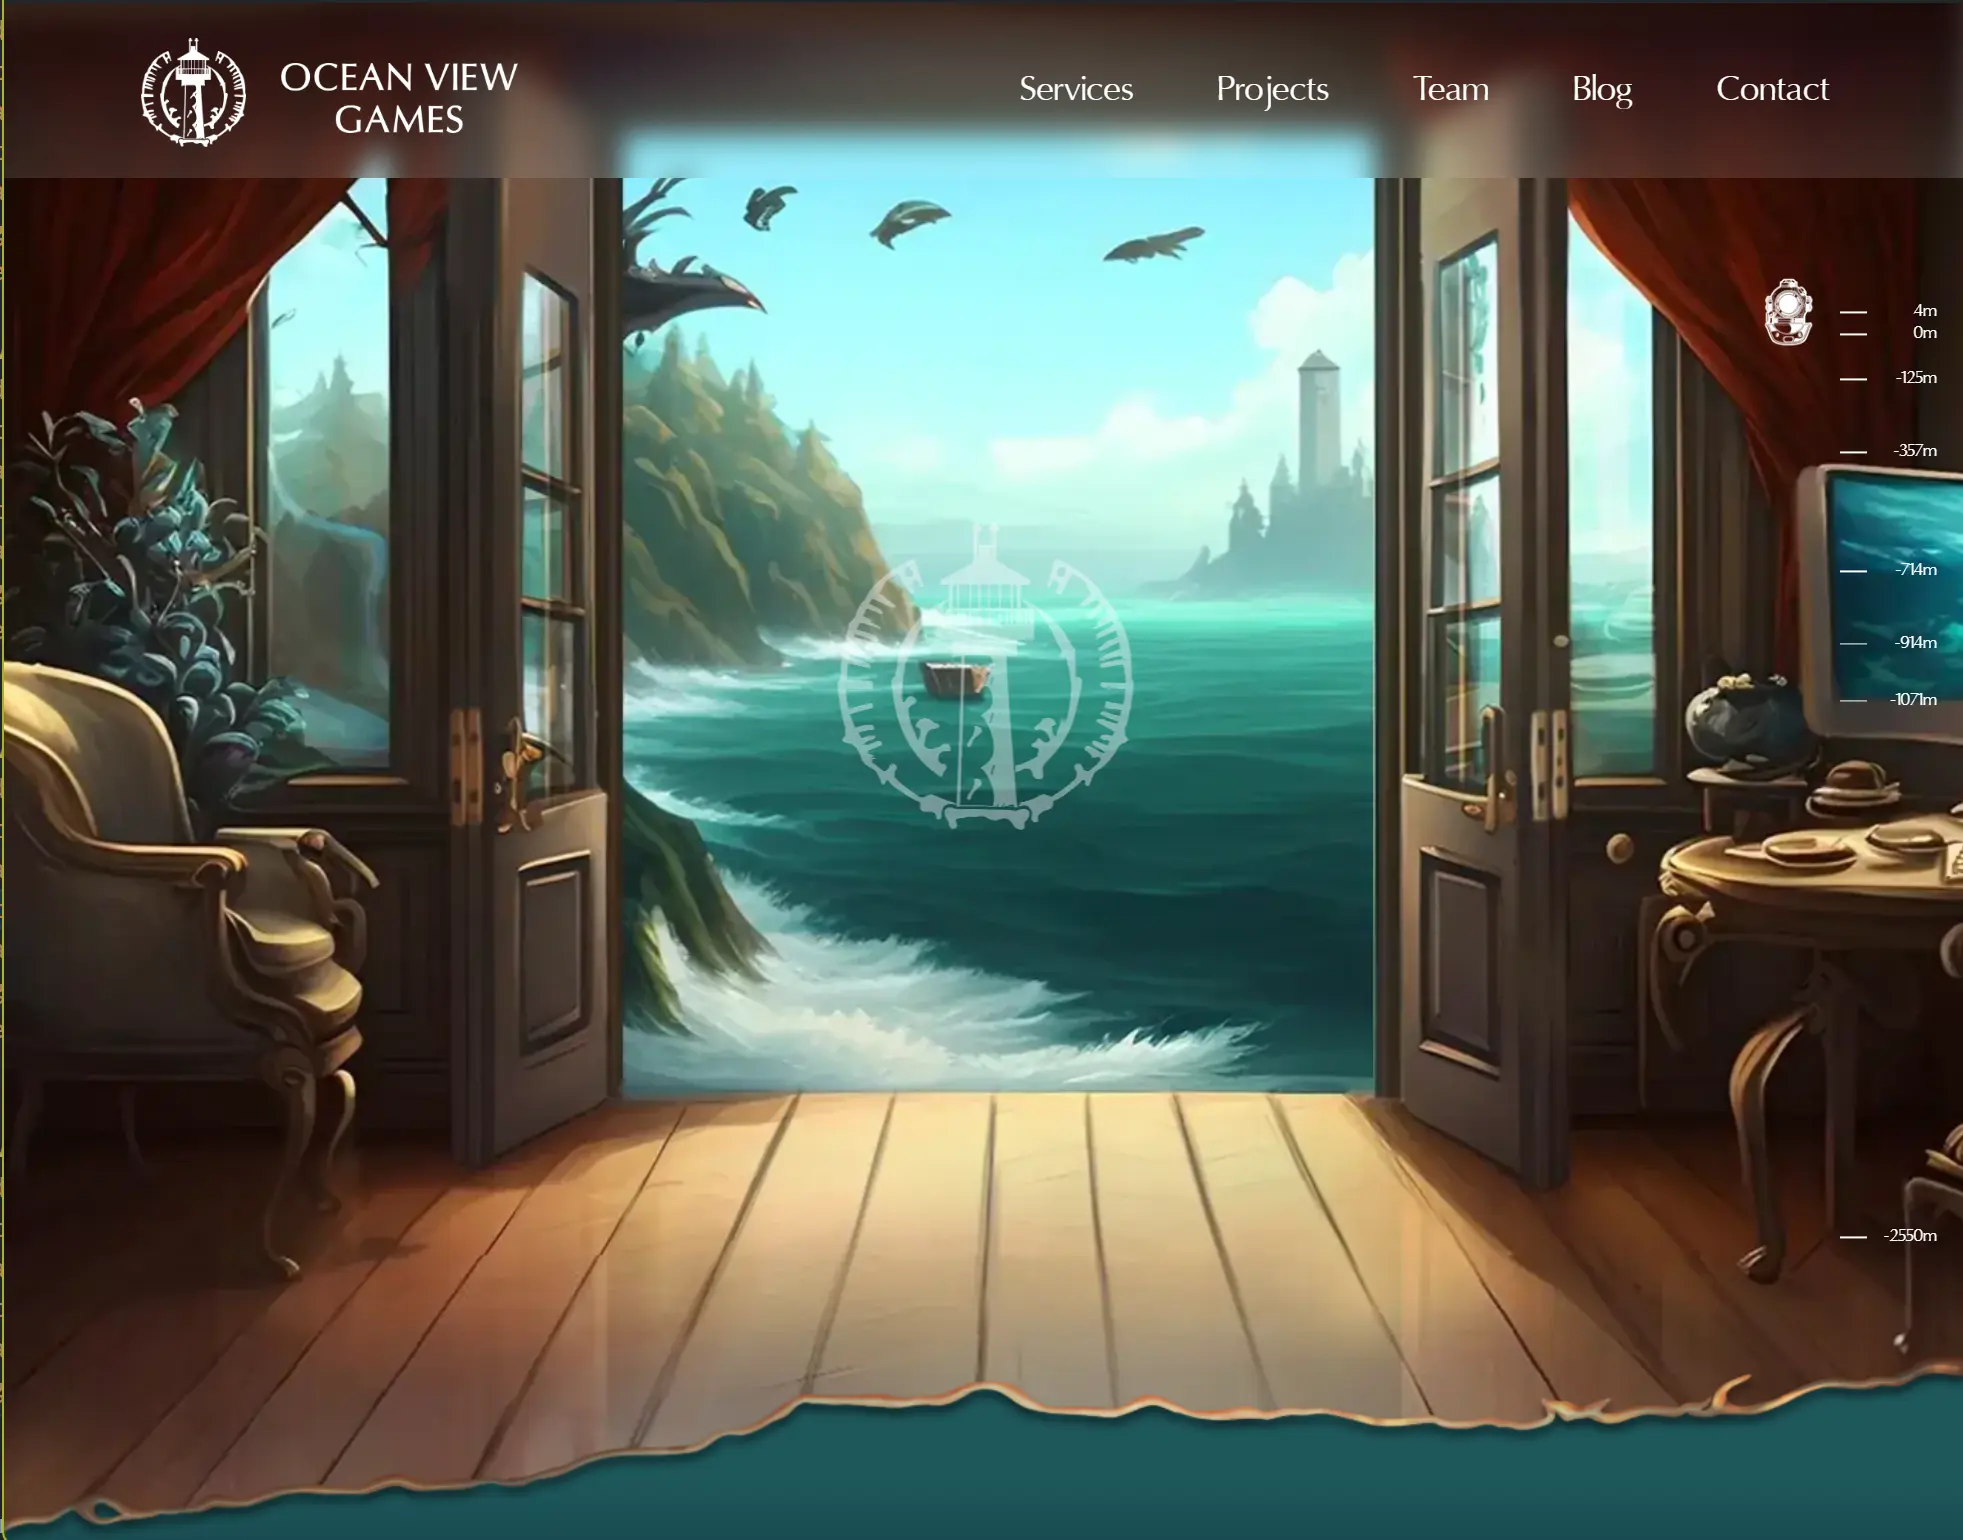 OCEAN VIEW
GAMES
Services
Projects
Team
Blog
Contact
4m
0m
-125m
-357m
-714m
-914m
-1071m
-2550m